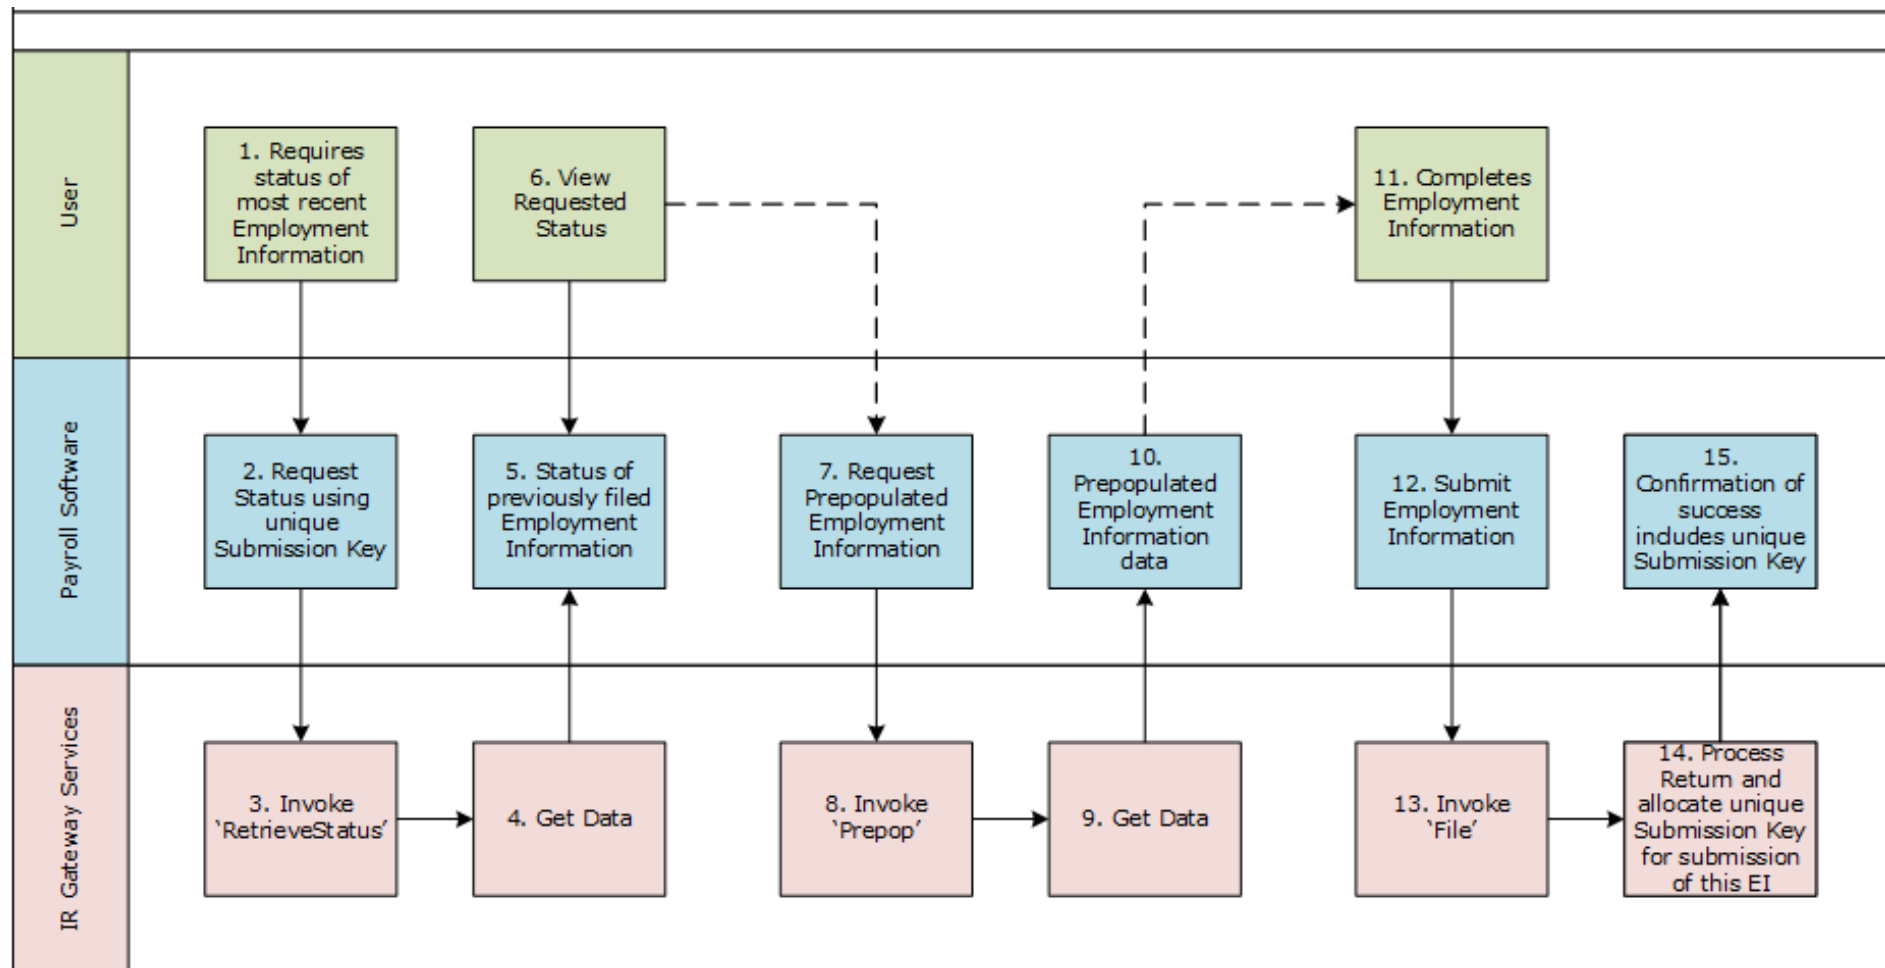 User
1. Requires
status of
most recent
Employment
Information
6. View
Requested
Status
11. Completes
Employment
Information
Payroll Software
2. Request
Status using
unique
Submission Key
5. Status of
previously filed
Employment
Information
7. Request
Prepopulated
Employment
Information
10.
Prepopulated
Employment
Information
data
12. Submit
Employment
Information
15.
Confirmation of
success
includes unique
Submission Key
IR Gateway Services
3. Invoke
‘RetrieveStatus’
4. Get Data
8. Invoke
‘Prepop’
9. Get Data
13. Invoke
‘File’
14. Process
Return and
allocate unique
Submission Key
for submission
of this EI